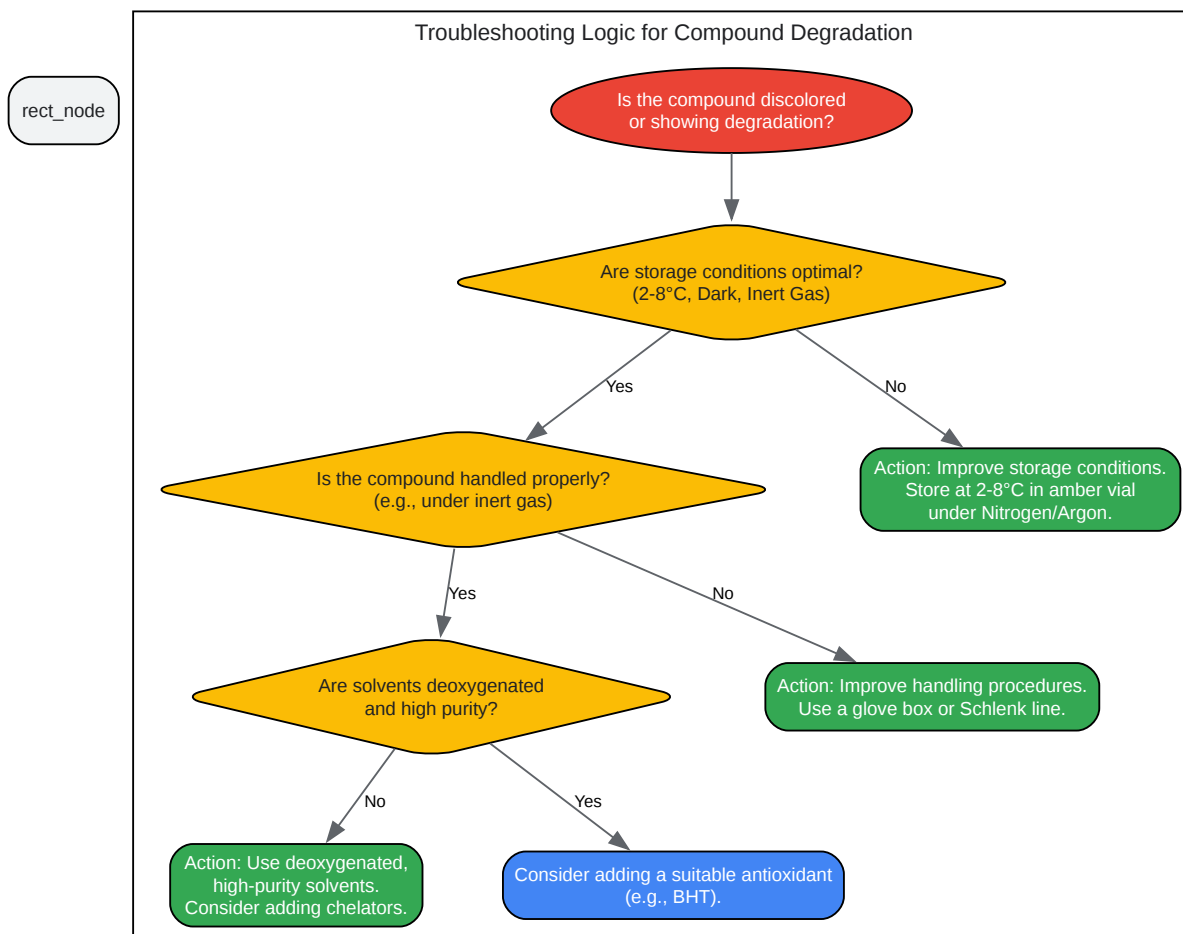 Troubleshooting Logic for Compound Degradation
rect_node
Is the compound discolored
or showing degradation?
Are storage conditions optimal?
(2-8°C, Dark, Inert Gas)
Yes
No
Is the compound handled properly?
(e.g., under inert gas)
Action: Improve storage conditions.
Store at 2-8°C in amber vial
under Nitrogen/Argon.
Yes
No
Are solvents deoxygenated
and high purity?
Action: Improve handling procedures.
Use a glove box or Schlenk line.
No
Yes
Action: Use deoxygenated,
high-purity solvents.
Consider adding chelators.
Consider adding a suitable antioxidant
(e.g., BHT).